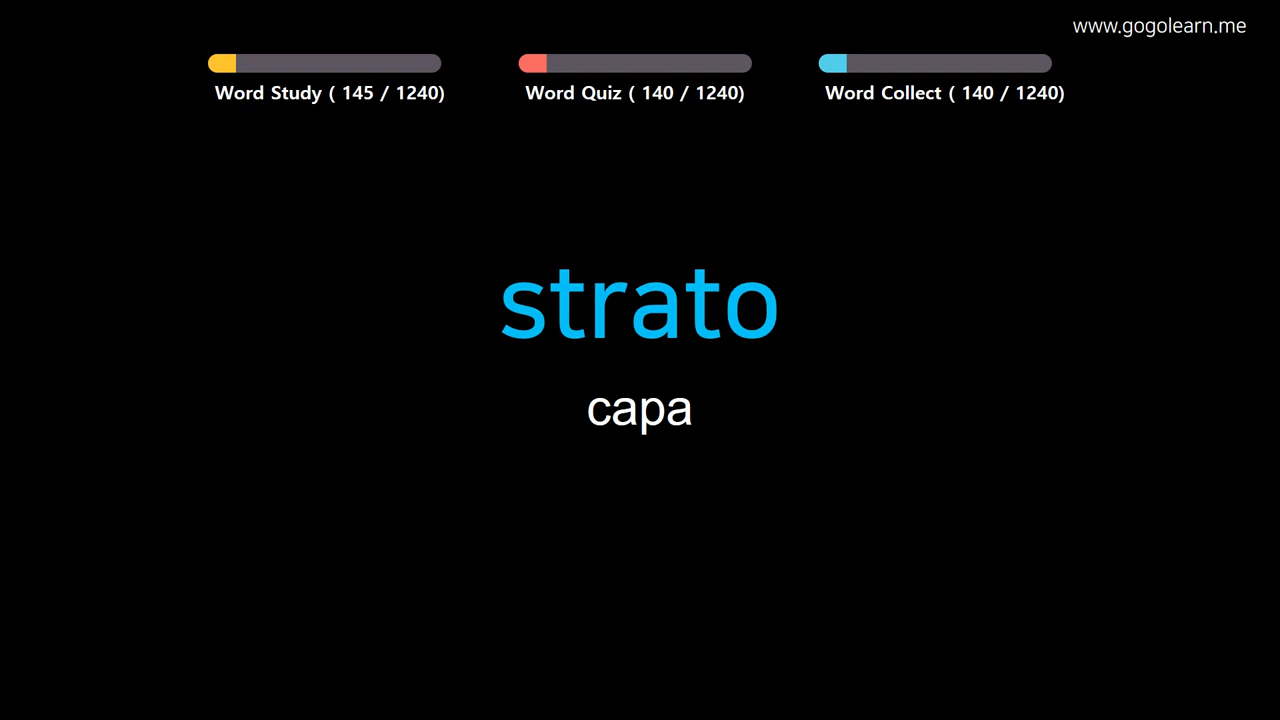 www.gogolearn.me
Word Study ( 145 / 1240)
Word Quiz ( 140 / 1240)
Word Collect ( 140 / 1240)
strato
capa